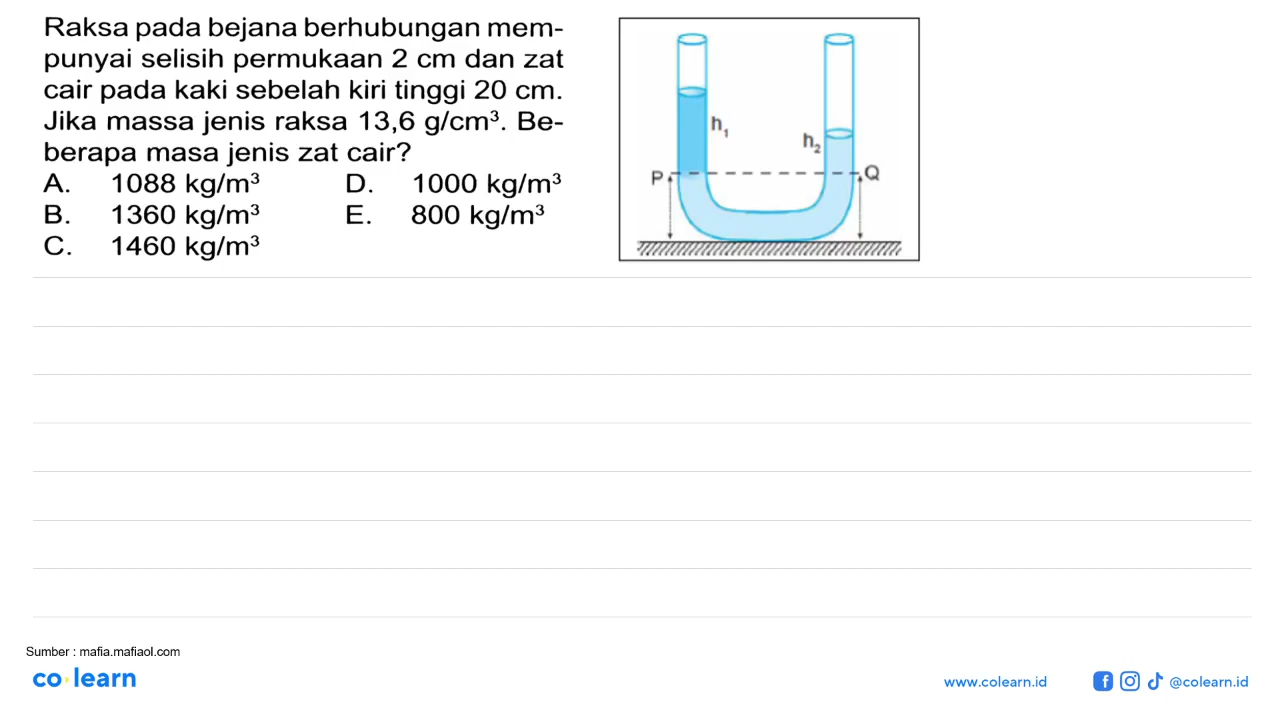 Raksa pada bejana berhubungan mem-
punyai selisih permukaan 2 cm dan zat
cair pada kaki sebelah kiri tinggi 20 cm.
Jika massa jenis raksa 13,6 g/cm³. Be-
berapa masa jenis zat cair?
A. 1088 kg/m³ D. 1000 kg/m³
B. 1360 kg/m³ E. 800 kg/m³
C. 1460 kg/m³
h₁
h₂
P Q
Sumber : mafia.mafiaol.com
co·learn
www.colearn.id @colearn.id